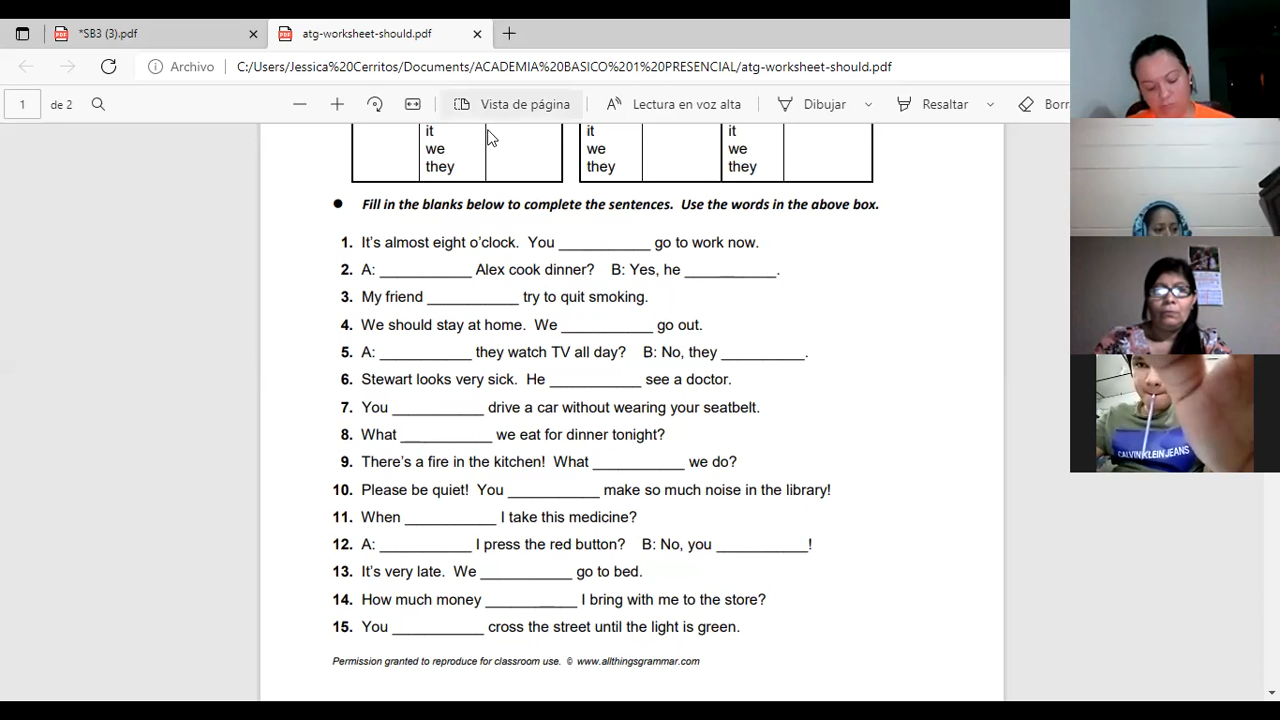 *SB3 (3).pdf
atg-worksheet-should.pdf
Archivo C:/Users/Jessica%20Cerritos/Documents/ACADEMIA%20BASICO%201%20PRESENCIAL/atg-worksheet-should.pdf
1 de 2 Vista de página Lectura en voz alta Dibujar Resaltar Borr
it it it
we we we
they they they
● Fill in the blanks below to complete the sentences. Use the words in the above box.
1. It's almost eight o'clock. You ___________ go to work now.
2. A: ___________ Alex cook dinner? B: Yes, he ___________.
3. My friend ___________ try to quit smoking.
4. We should stay at home. We ___________ go out.
5. A: ___________ they watch TV all day? B: No, they __________.
6. Stewart looks very sick. He ___________ see a doctor.
7. You ___________ drive a car without wearing your seatbelt.
8. What ___________ we eat for dinner tonight?
9. There's a fire in the kitchen! What ___________ we do?
10. Please be quiet! You ___________ make so much noise in the library!
11. When ___________ I take this medicine?
12. A: ___________ I press the red button? B: No, you ___________!
13. It's very late. We ___________ go to bed.
14. How much money ___________ I bring with me to the store?
15. You ___________ cross the street until the light is green.
Permission granted to reproduce for classroom use. © www.allthingsgrammar.com
CALVIN KLEIN JEANS